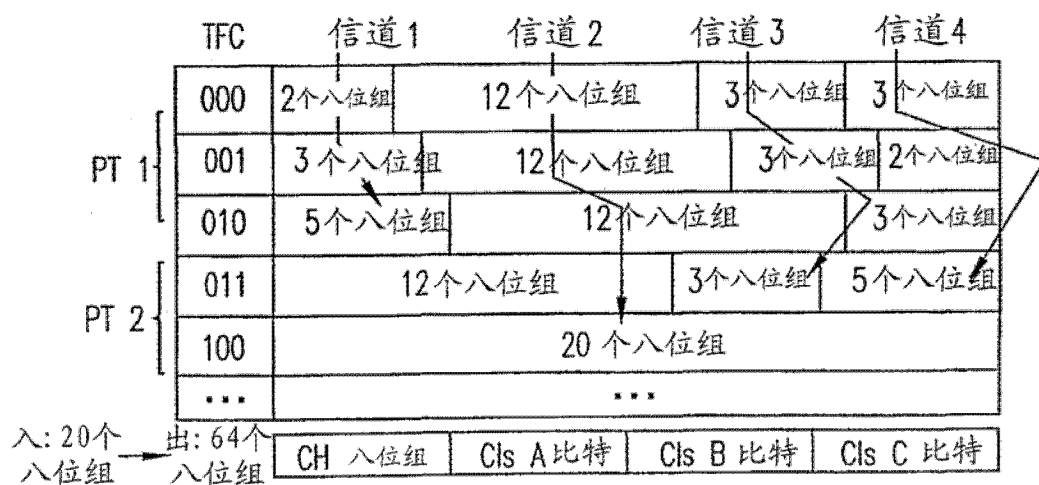 TFC 信道1 信道2 信道3 信道4
000 2个八位组 12个八位组 3个八位组 3个八位组
PT 1 001 3个八位组 12个八位组 3个八位组 2个八位组
010 5个八位组 12个八位组 3个八位组
PT 2 011 12个八位组 3个八位组 5个八位组
100 20个八位组
... ...
入: 20个 出: 64个
八位组 八位组 CH 八位组 Cls A比特 Cls B比特 Cls C比特